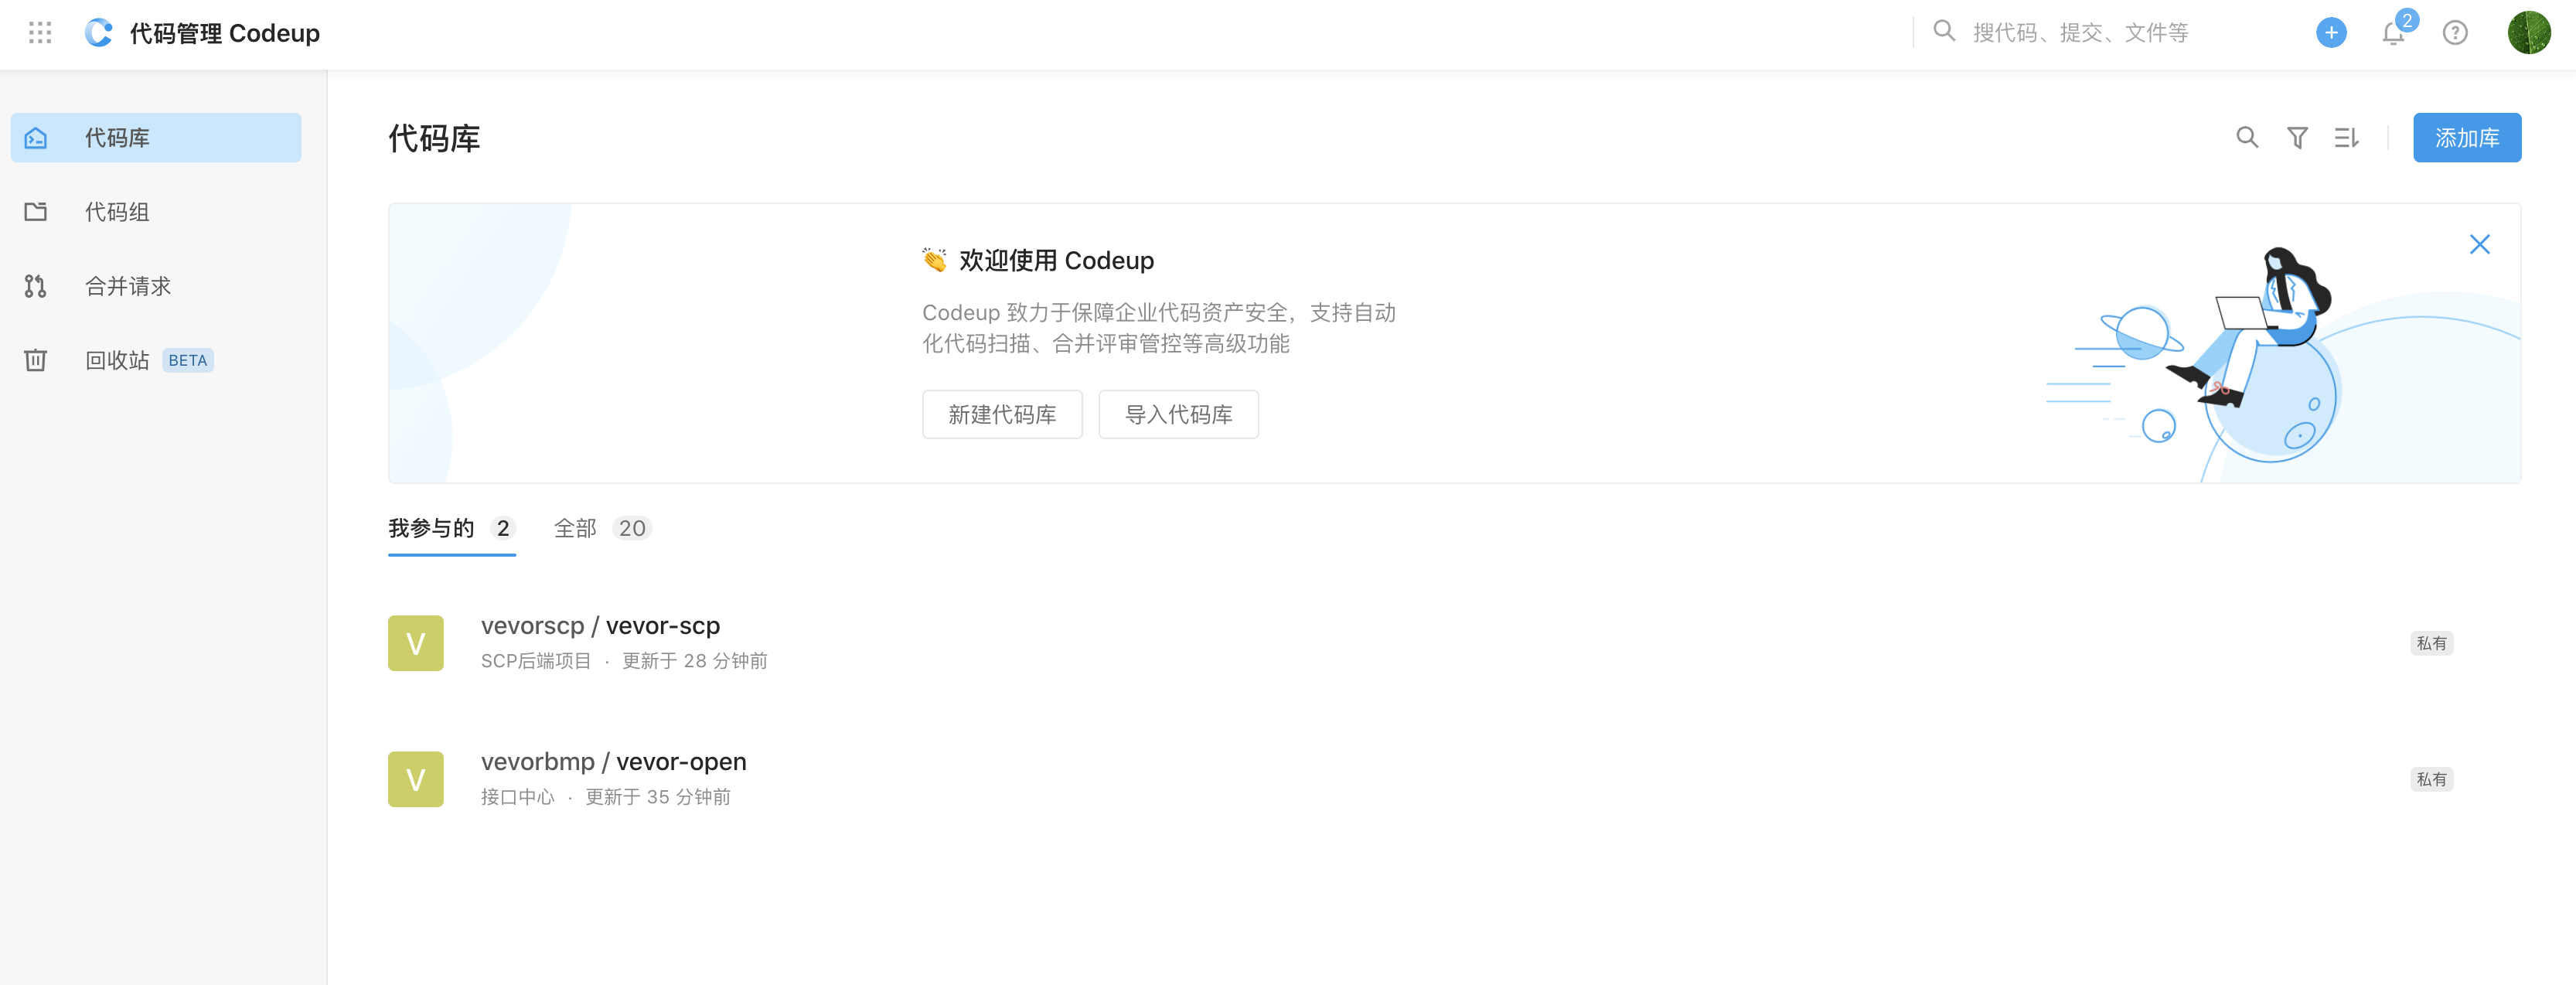 代码管理 Codeup
搜代码、提交、文件等
2
代码库
代码组
合并请求
回收站 BETA
代码库
添加库
👏 欢迎使用 Codeup
Codeup 致力于保障企业代码资产安全，支持自动
化代码扫描、合并评审管控等高级功能
新建代码库 导入代码库
我参与的 2 全部 20
V
vevorscp / vevor-scp
SCP后端项目 · 更新于 28 分钟前
私有
V
vevorbmp / vevor-open
接口中心 · 更新于 35 分钟前
私有